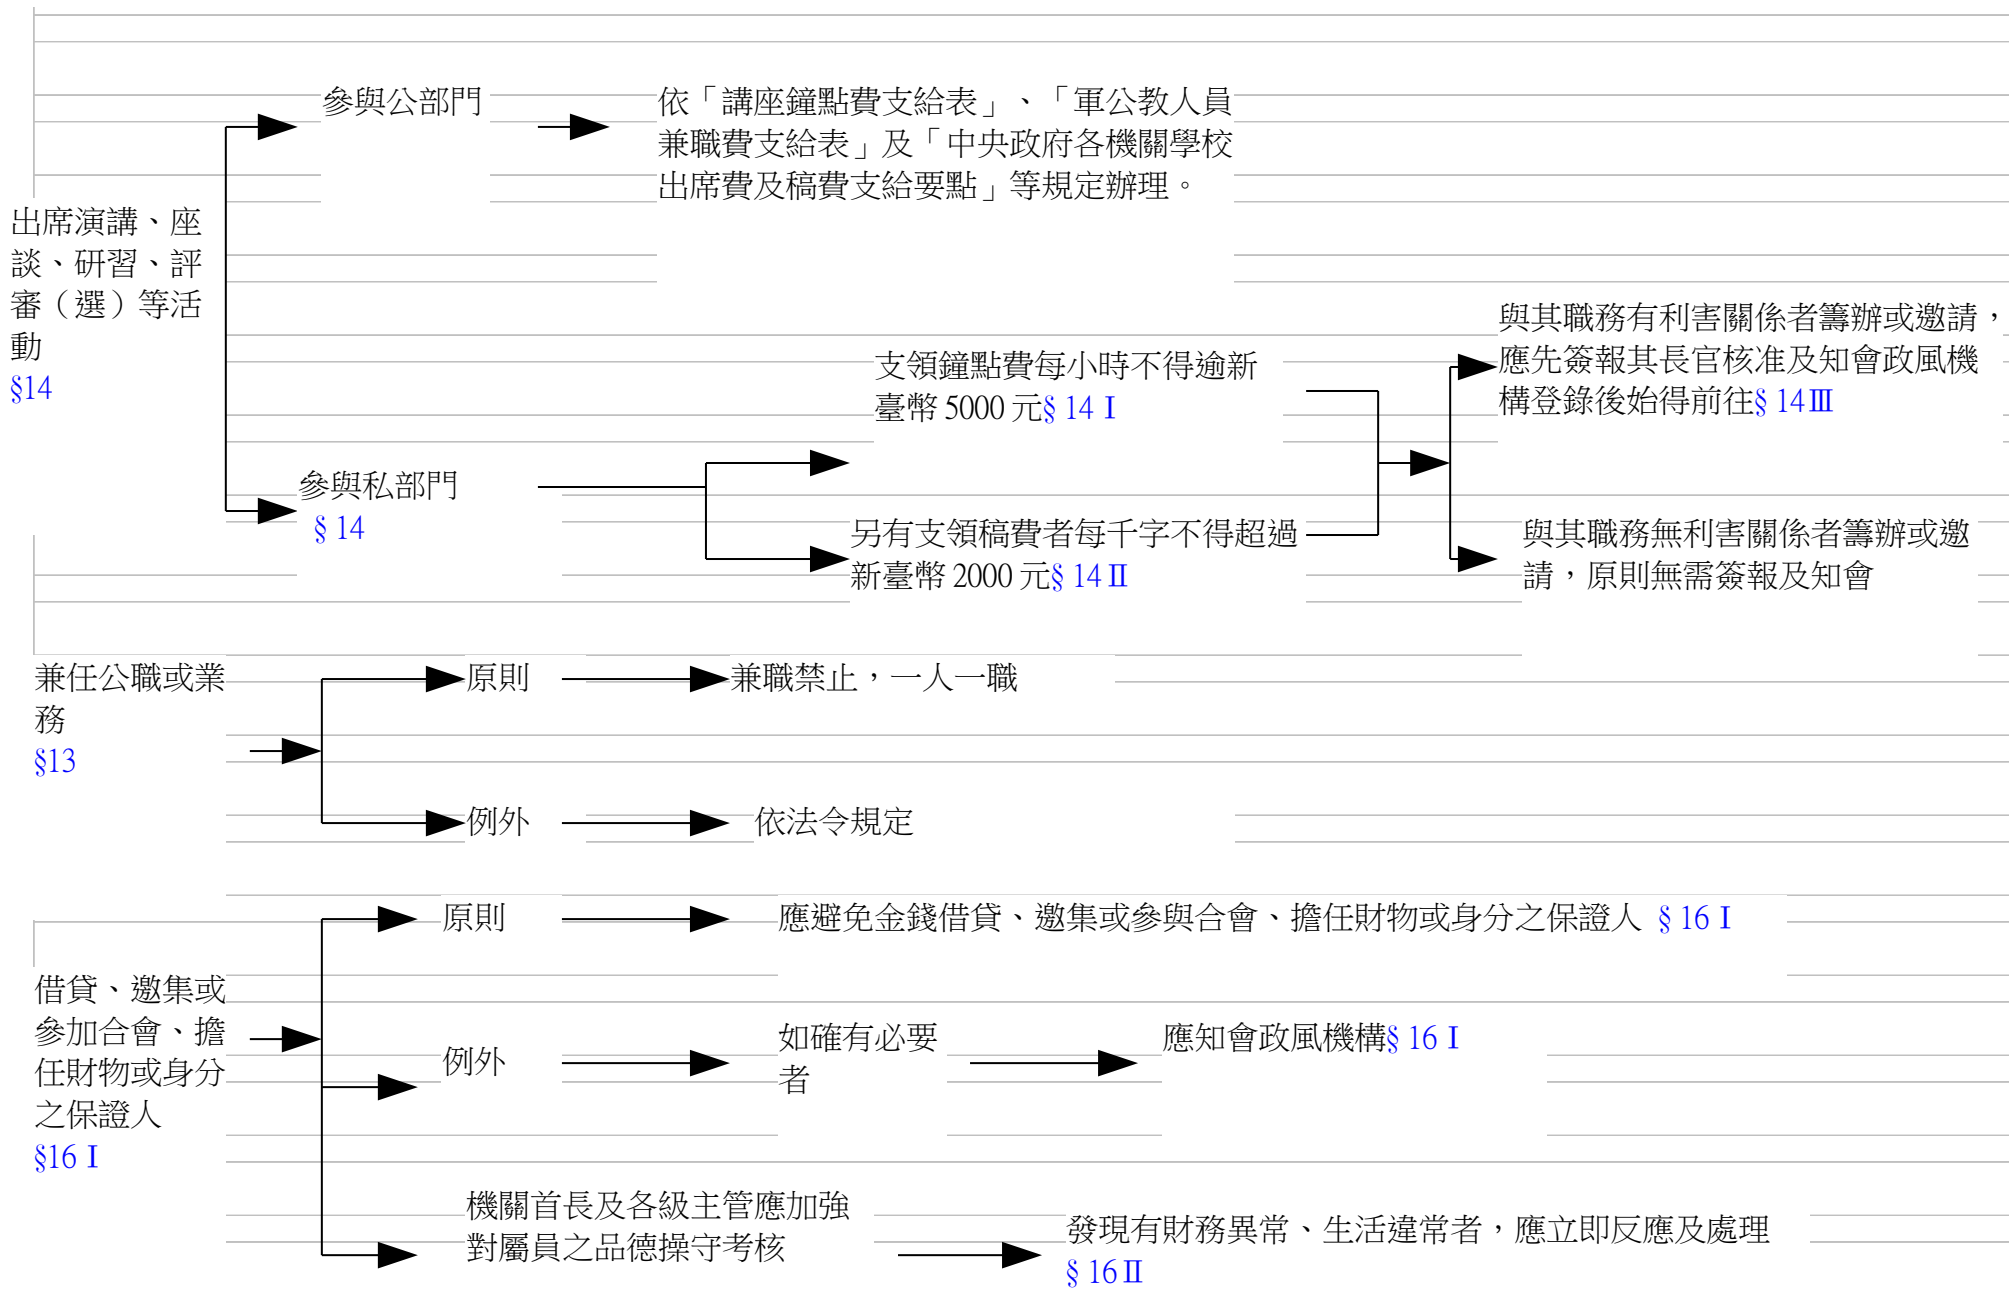 參與公部門
依「講座鐘點費支給表」、「軍公教人員
兼職費支給表」及「中央政府各機關學校
出席費及稿費支給要點」等規定辦理。
出席演講、座
談、研習、評
審（選）等活
動
§14
參與私部門
§ 14
支領鐘點費每小時不得逾新
臺幣 5000 元§ 14 I
另有支領稿費者每千字不得超過
新臺幣 2000 元§ 14 II
與其職務有利害關係者籌辦或邀請，
應先簽報其長官核准及知會政風機
構登錄後始得前往§ 14Ⅲ
與其職務無利害關係者籌辦或邀
請，原則無需簽報及知會
兼任公職或業
務
§13
原則
兼職禁止，一人一職
例外
依法令規定
借貸、邀集或
參加合會、擔
任財物或身分
之保證人
§16 I
原則
應避免金錢借貸、邀集或參與合會、擔任財物或身分之保證人 § 16 I
例外
如確有必要
者
應知會政風機構§ 16 I
機關首長及各級主管應加強
對屬員之品德操守考核
發現有財務異常、生活違常者，應立即反應及處理
§ 16Ⅱ